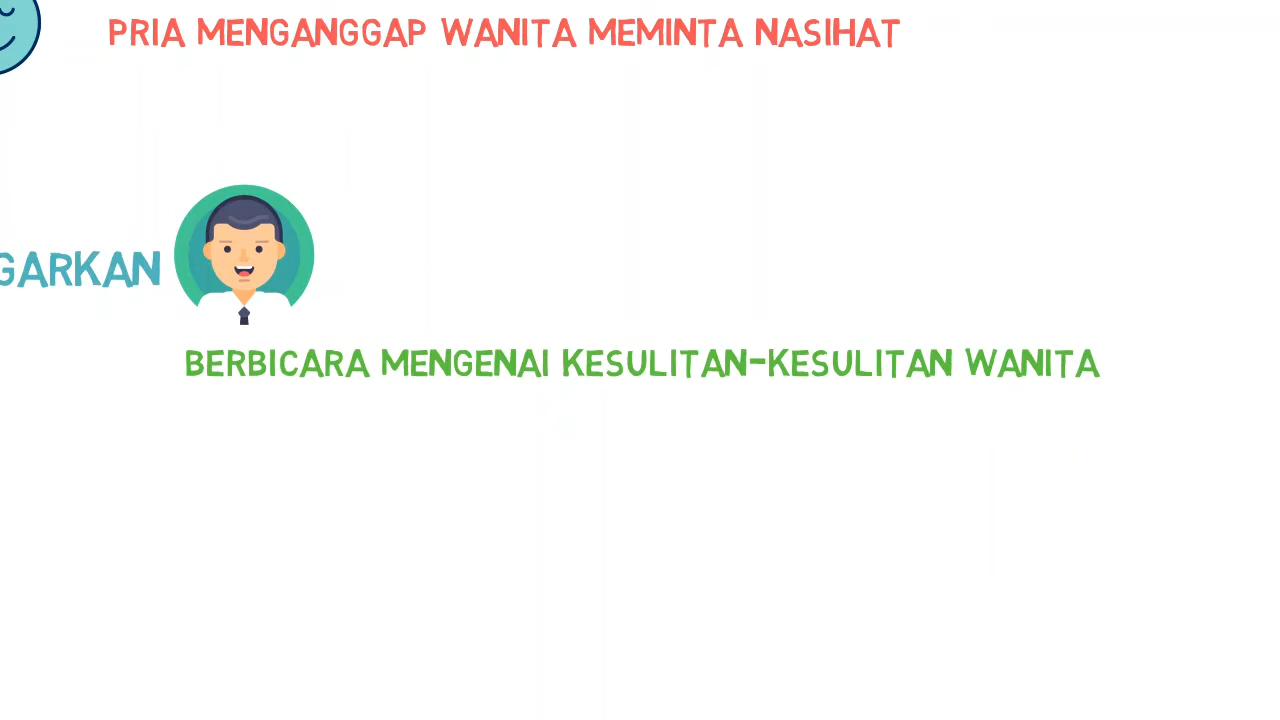 PRIA MENGANGGAP WANITA MEMINTA NASIHAT
GARKAN
BERBICARA MENGENAI KESULITAN-KESULITAN WANITA